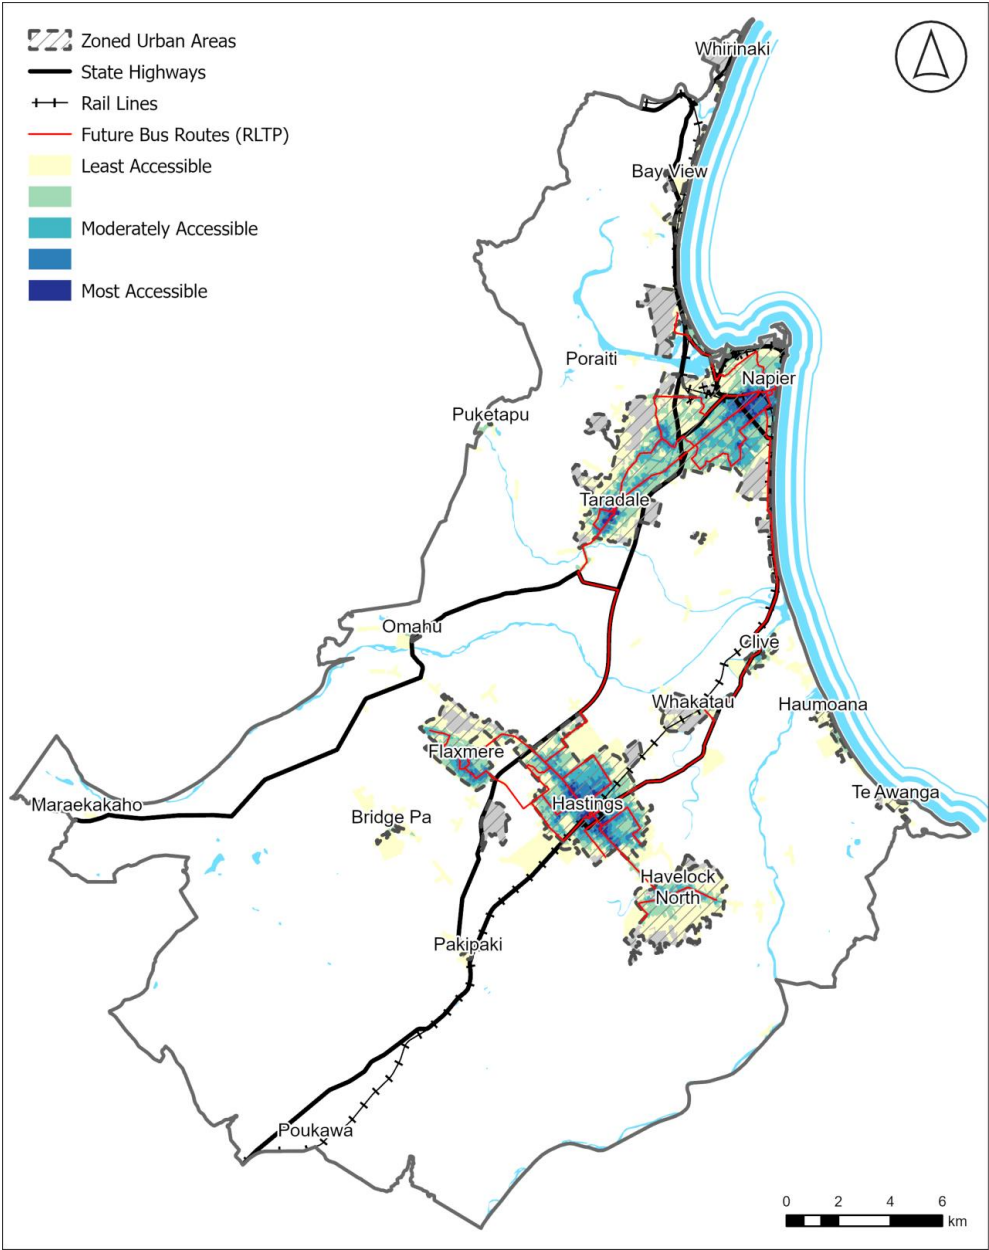 Zoned Urban Areas
State Highways
Rail Lines
Future Bus Routes (RLTP)
Least Accessible
Moderately Accessible
Most Accessible
Whirinaki
Bay View
Poraiti
Napier
Puketapu
Taradale
Omahu
Clive
Whakatau
Haumoana
Flaxmere
Te Awanga
Maraekakaho
Hastings
Bridge Pa
Havelock
North
Pakipaki
Poukawa
0 2 4 6
km